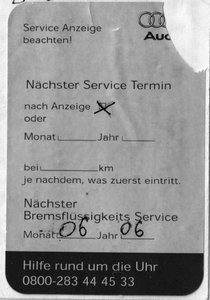 Service Anzeige
beachten!
Audi
Nächster Service Termin
nach Anzeige X
oder
Monat Jahr
bei km
je nachdem, was zuerst eintritt.
Nächster
Bremsflüssigkeits Service
Monat 06 Jahr 06
Hilfe rund um die Uhr
0800-283 44 45 33